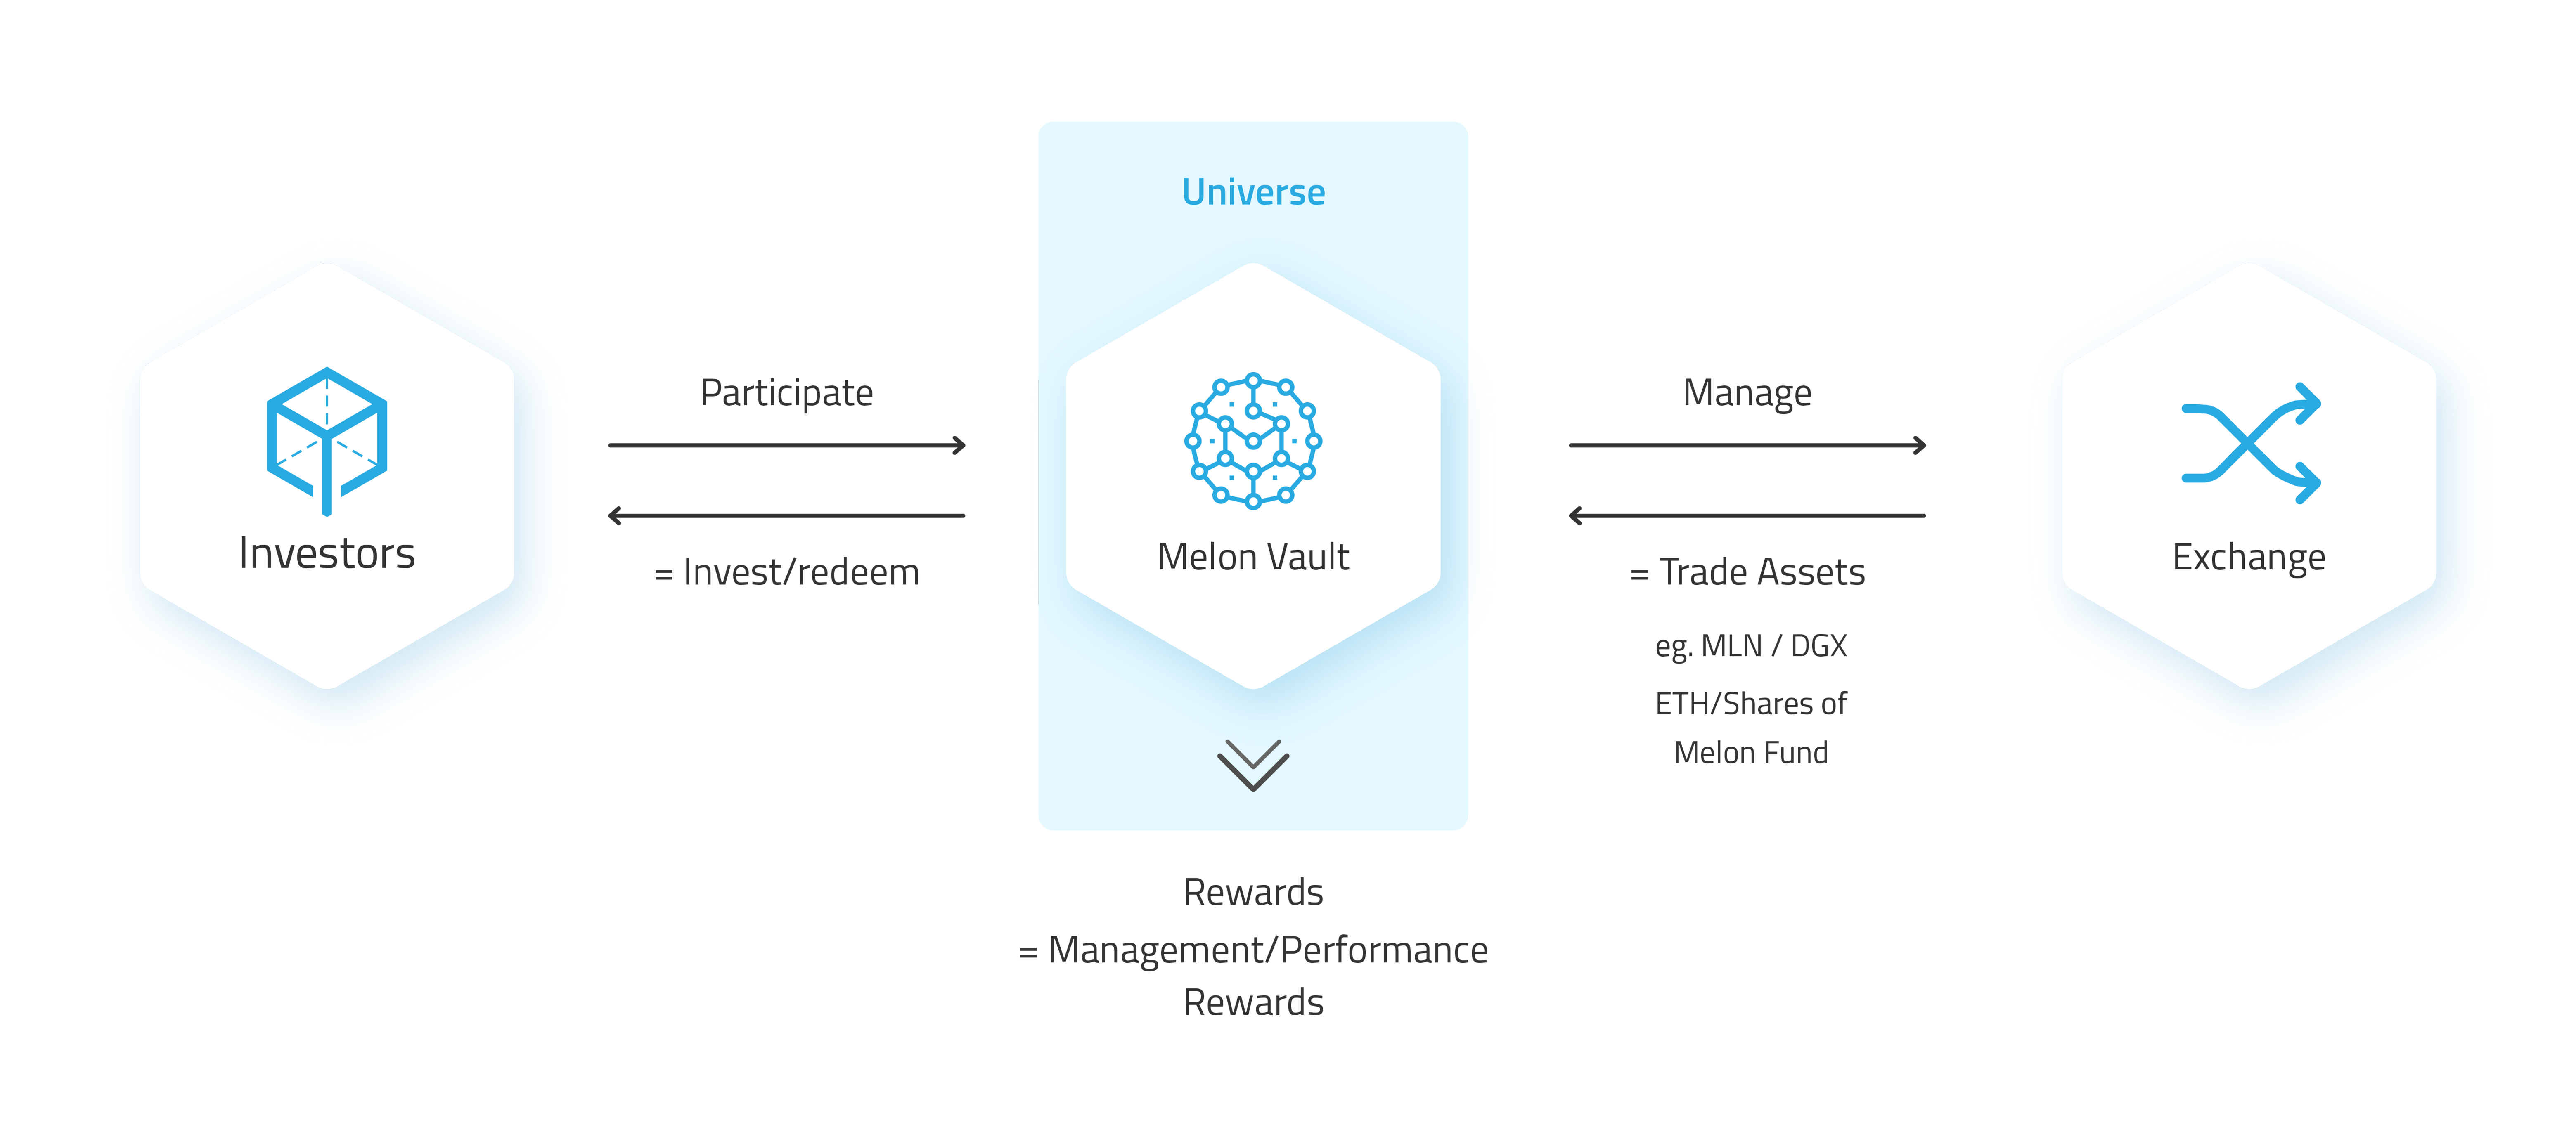 Universe
Investors
Participate
= Invest/redeem
Melon Vault
Manage
= Trade Assets
eg. MLN / DGX
ETH/Shares of
Melon Fund
Exchange
Rewards
= Management/Performance
Rewards